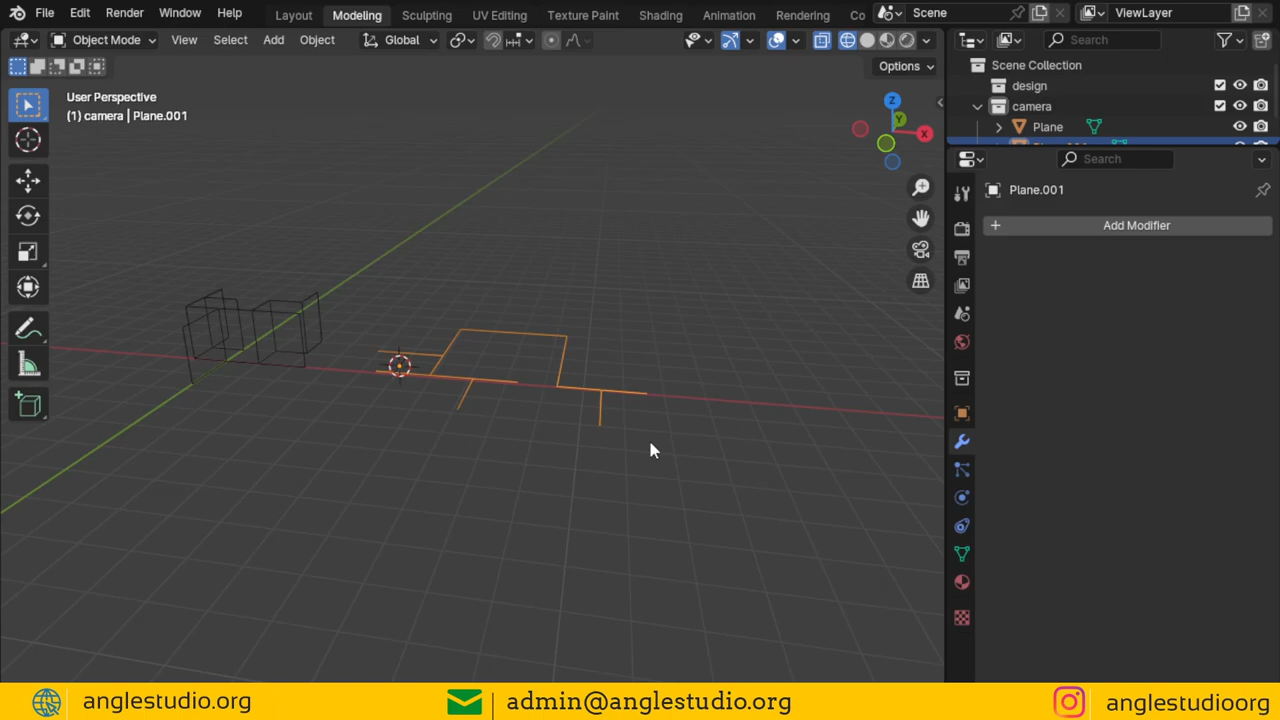 File Edit Render Window Help Layout Modeling Sculpting UV Editing Texture Paint Shading Animation Rendering Co Scene ViewLayer
Object Mode View Select Add Object Global Search
Options
Scene Collection
design
camera
Plane
User Perspective
(1) camera | Plane.001
Z
Y
X
Search
Plane.001
Add Modifier
anglestudio.org admin@anglestudio.org anglestudioorg